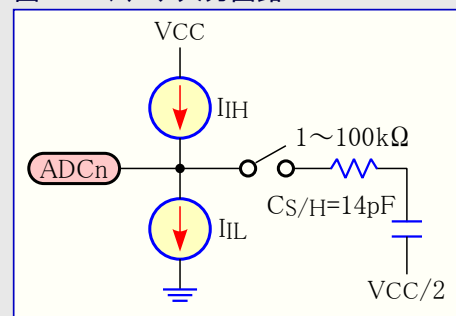 VCC
IIH
1～100kΩ
ADCn
CS/H=14pF
IIL
VCC/2